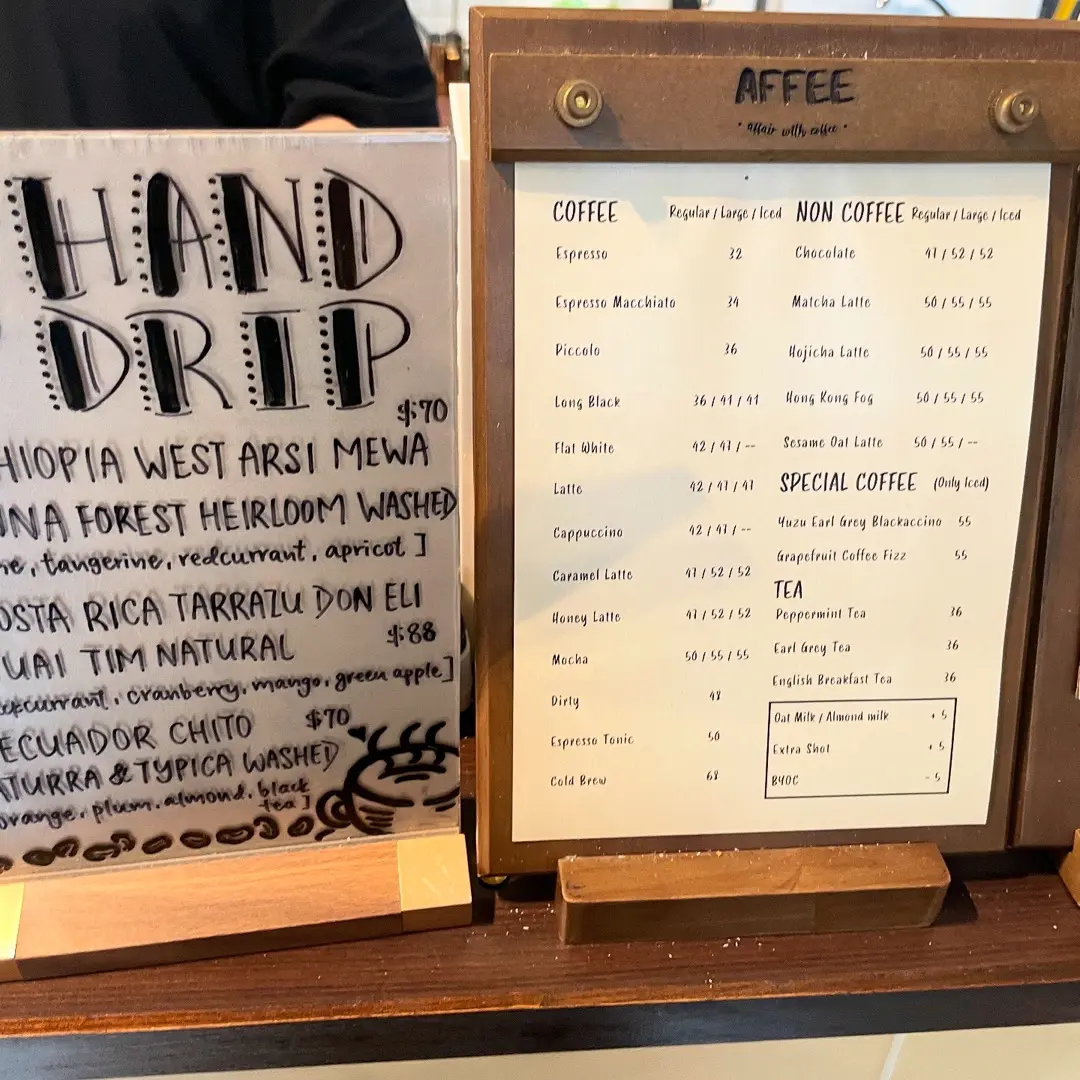 HAND
DRIP
$:70
HIOPIA WEST ARSI MEWA
NNA FOREST HEIRLOOM WASHED
ne, tangerine, redcurrant, apricot ]
OSTA RICA TARRAZU DON ELI
$:88
UAI TIM NATURAL
currant, cranberry, mango, green apple ]
ECUADOR CHITO $70
TURRA & TYPICA WASHED
orange, plum, almond, black
tea ]
AFFEE
• affair with coffee •
COFFEE Regular / Large / Iced
Espresso 32
Espresso Macchiato 34
Piccolo 36
Long Black 36 / 41 / 41
Flat White 42 / 47 / --
Latte 42 / 47 / 47
Cappuccino 42 / 47 / --
Caramel Latte 47 / 52 / 52
Honey Latte 47 / 52 / 52
Mocha 50 / 55 / 55
Dirty 48
Espresso Tonic 50
Cold Brew 68
NON COFFEE Regular / Large / Iced
Chocolate 47 / 52 / 52
Matcha Latte 50 / 55 / 55
Hojicha Latte 50 / 55 / 55
Hong Kong Fog 50 / 55 / 55
Sesame Oat Latte 50 / 55 / --
SPECIAL COFFEE (Only Iced)
Yuzu Earl Grey Blackaccino 55
Grapefruit Coffee Fizz 55
TEA
Peppermint Tea 36
Earl Grey Tea 36
English Breakfast Tea 36
Oat Milk / Almond milk + 5
Extra Shot + 5
BYOC - 5